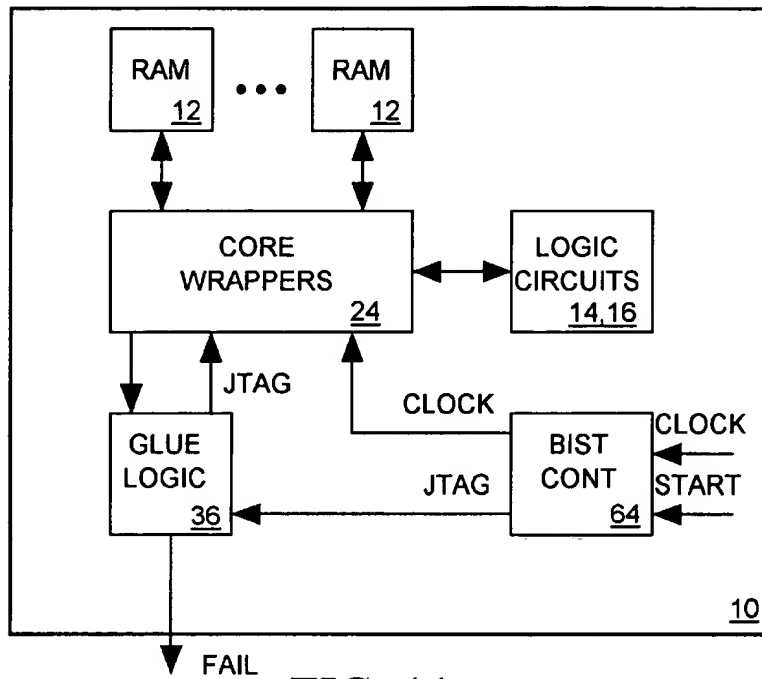 RAM
12
RAM
12
CORE
WRAPPERS
24
LOGIC
CIRCUITS
14,16
JTAG
CLOCK
GLUE
LOGIC
36
JTAG
BIST
CONT
64
CLOCK
START
10
FAIL